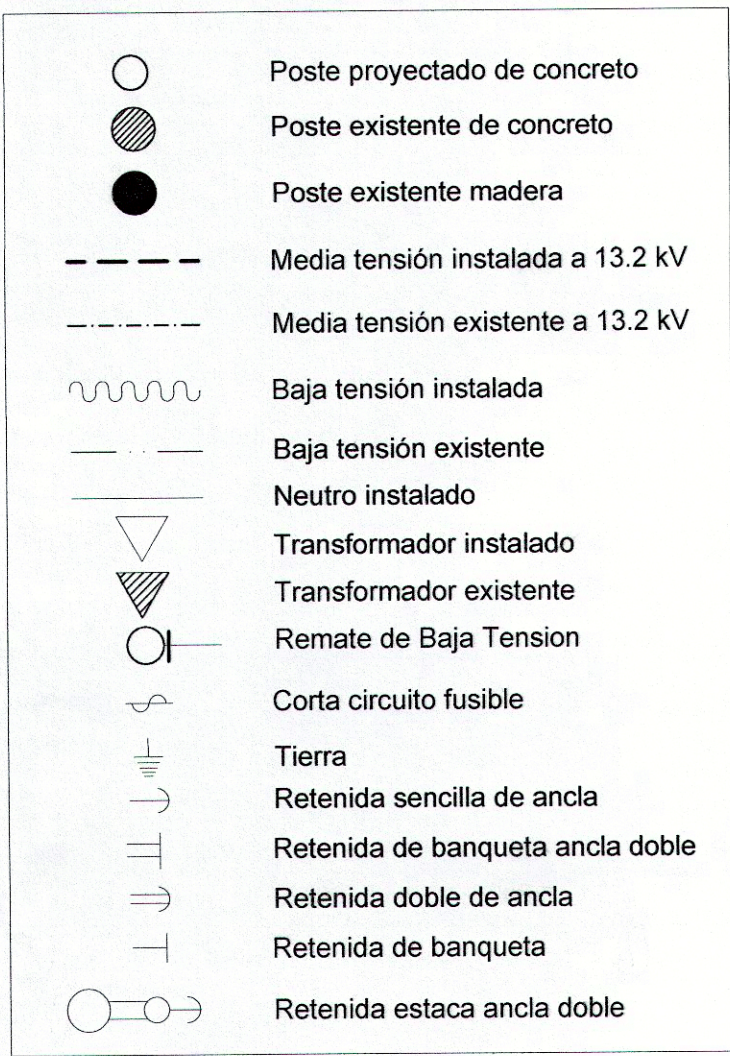 Poste proyectado de concreto
Poste existente de concreto
Poste existente madera
Media tensión instalada a 13.2 kV
Media tensión existente a 13.2 kV
Baja tensión instalada
Baja tensión existente
Neutro instalado
Transformador instalado
Transformador existente
Remate de Baja Tension
Corta circuito fusible
Tierra
Retenida sencilla de ancla
Retenida de banqueta ancla doble
Retenida doble de ancla
Retenida de banqueta
Retenida estaca ancla doble